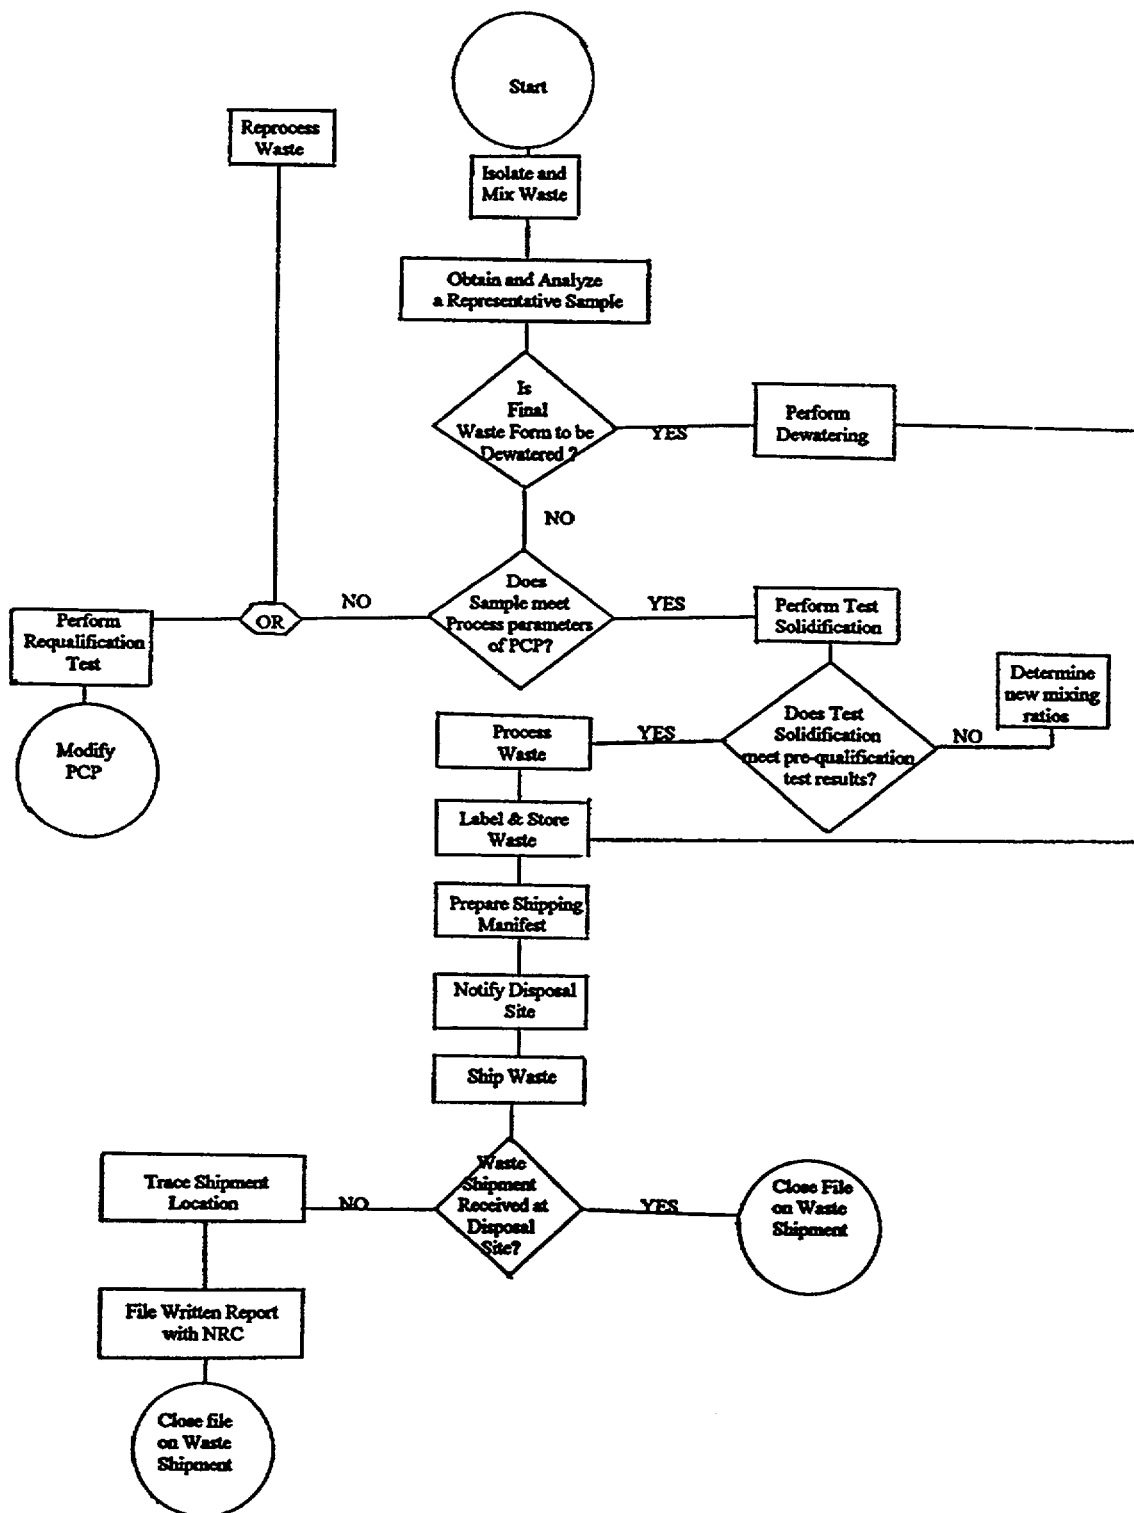 Start
Reprocess
Waste
Isolate and
Mix Waste
Obtain and Analyze
a Representative Sample
Is
Final
Waste Form to be
Dewatered ?
YES
Perform
Dewatering
NO
Does
Sample meet
Process parameters
of PCP?
NO
OR
YES
Perform
Requalification
Test
Perform Test
Solidification
Modify
PCP
Determine
new mixing
ratios
Does Test
Solidification
meet pre-qualification
test results?
NO
YES
Process
Waste
Label & Store
Waste
Prepare Shipping
Manifest
Notify Disposal
Site
Ship Waste
Waste
Shipment
Received at
Disposal
Site?
NO
YES
Trace Shipment
Location
Close File
on Waste
Shipment
File Written Report
with NRC
Close file
on Waste
Shipment